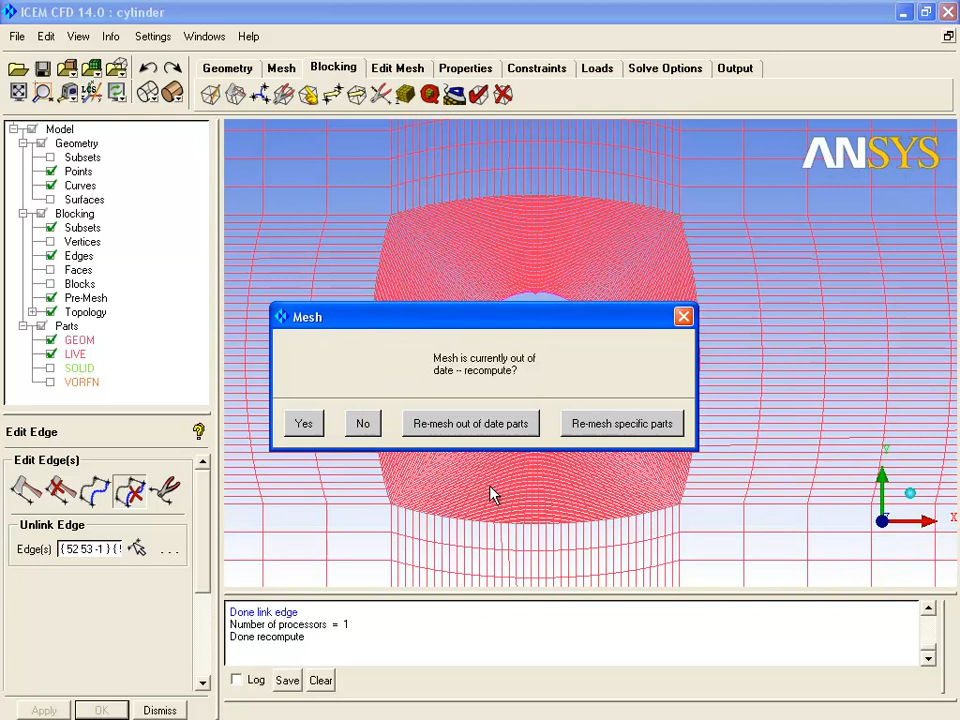 ICEM CFD 14.0 : cylinder
File Edit View Info Settings Windows Help
Geometry Mesh Blocking Edit Mesh Properties Constraints Loads Solve Options Output
Model
Geometry
Subsets
Points
Curves
Surfaces
Blocking
Subsets
Vertices
Edges
Faces
Blocks
Pre-Mesh
Topology
Parts
GEOM
LIVE
SOLID
VORFN
ANSYS
Mesh
Mesh is currently out of
date -- recompute?
Yes No Re-mesh out of date parts Re-mesh specific parts
Y
X
Edit Edge
Edit Edge(s)
Unlink Edge
Edge(s) { 52 53 -1 } {
. . .
Apply OK Dismiss
Done link edge
Number of processors = 1
Done recompute
Log Save Clear